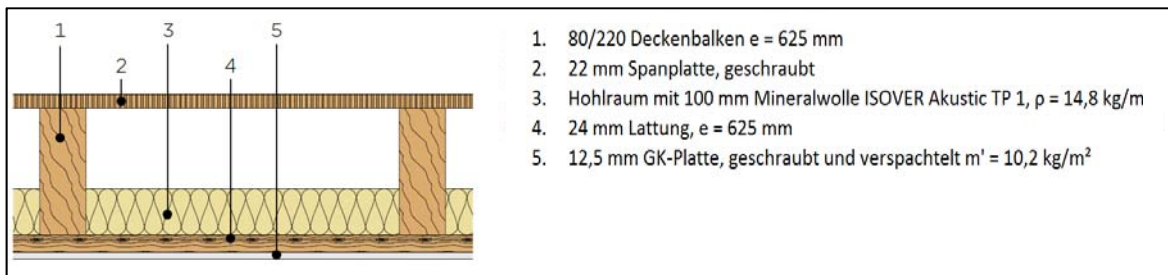 1 3 5
2 4
1. 80/220 Deckenbalken e = 625 mm
2. 22 mm Spanplatte, geschraubt
3. Hohlraum mit 100 mm Mineralwolle ISOVER Akustic TP 1, ρ = 14,8 kg/m
4. 24 mm Lattung, e = 625 mm
5. 12,5 mm GK-Platte, geschraubt und verspachtelt m' = 10,2 kg/m²